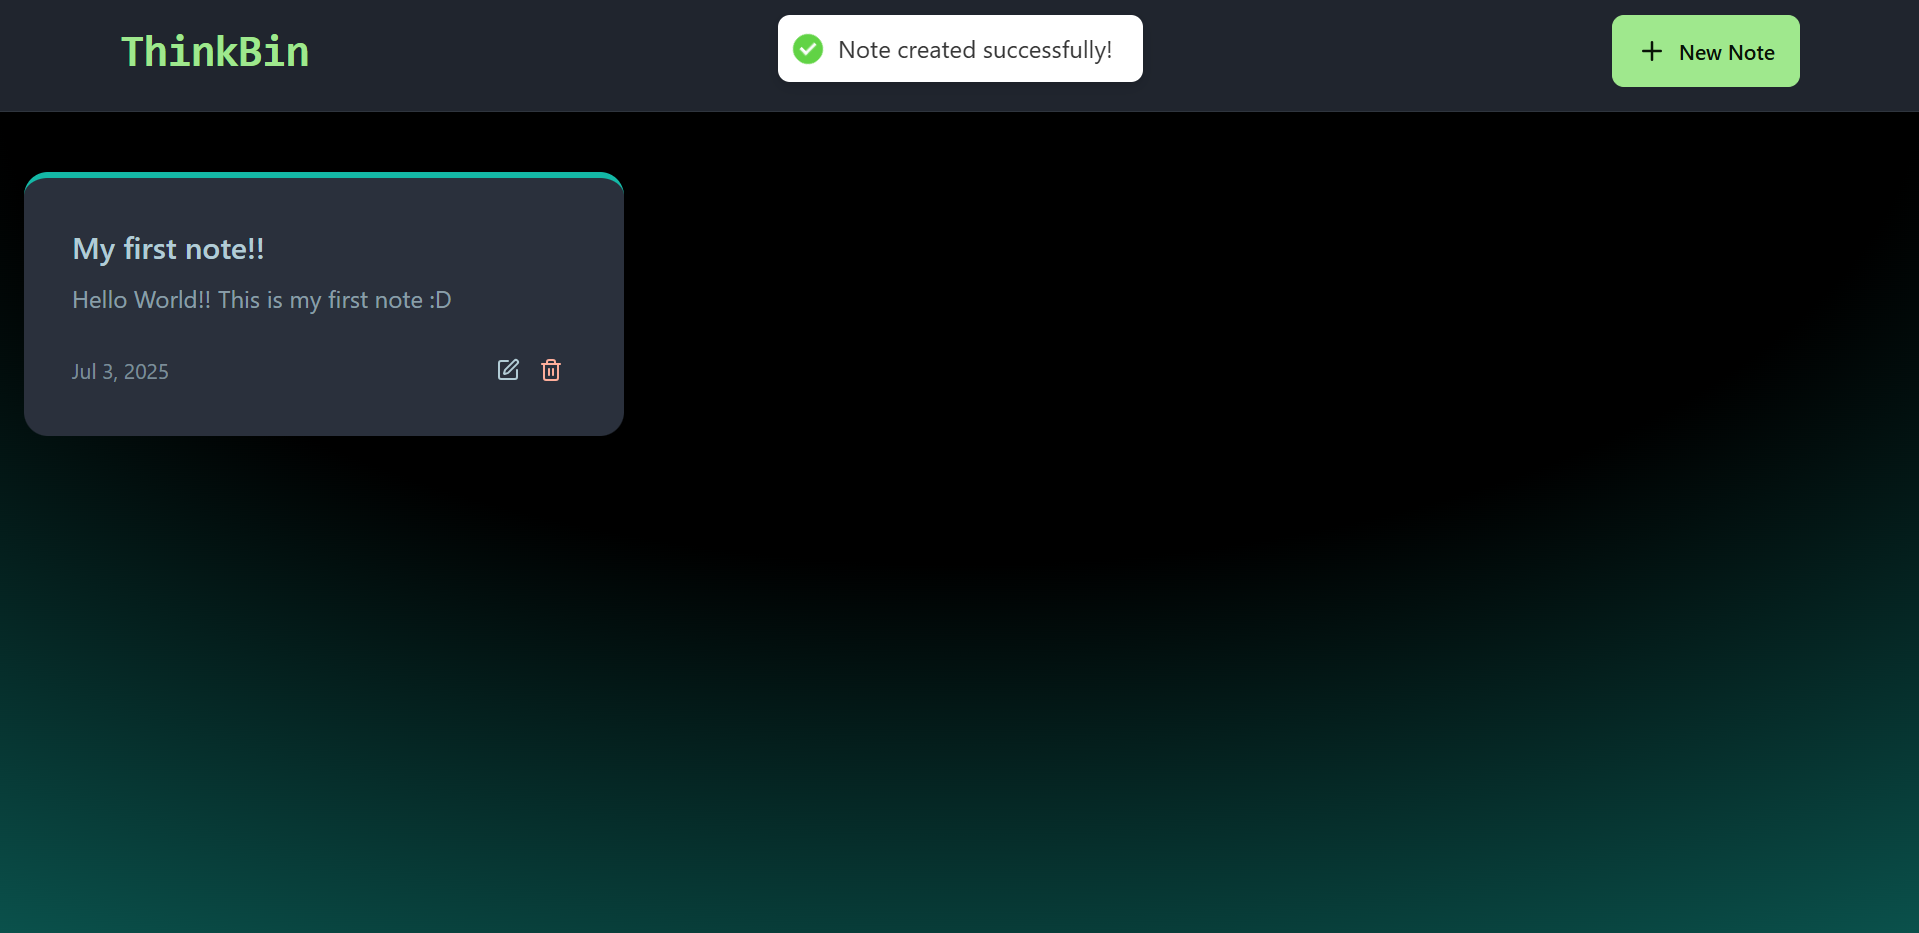 ThinkBin
Note created successfully!
New Note
My first note!!
Hello World!! This is my first note :D
Jul 3, 2025